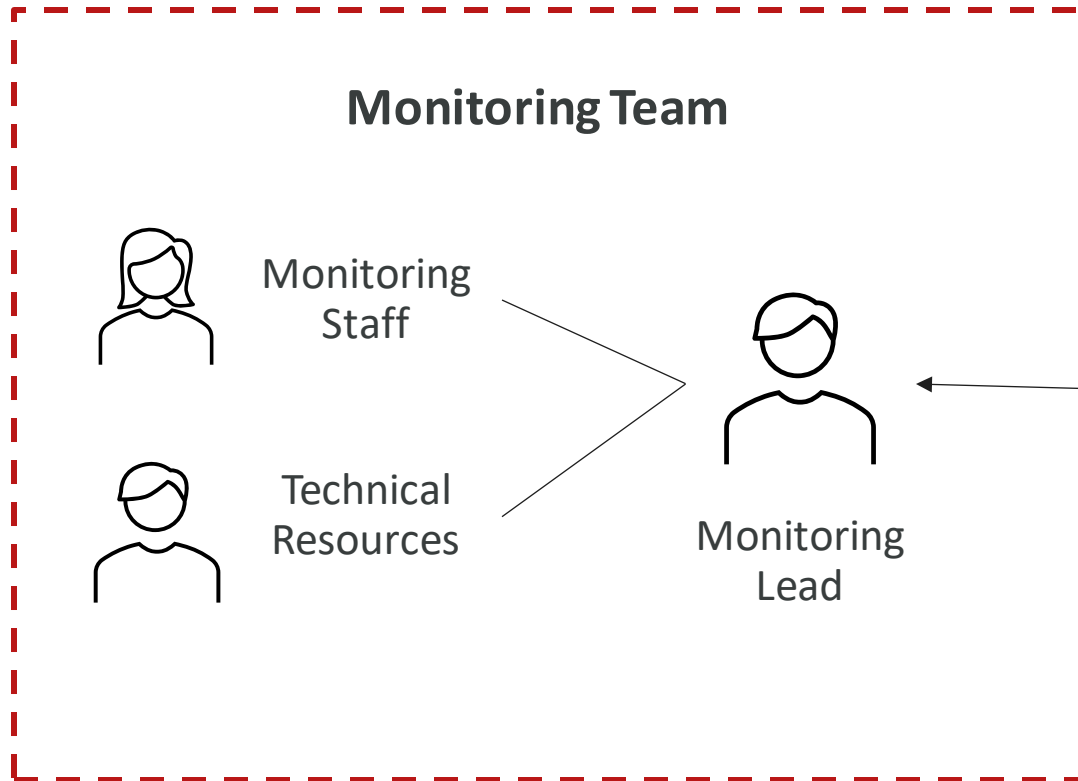 Monitoring Team
Monitoring
Staff
Technical
Resources
Monitoring
Lead